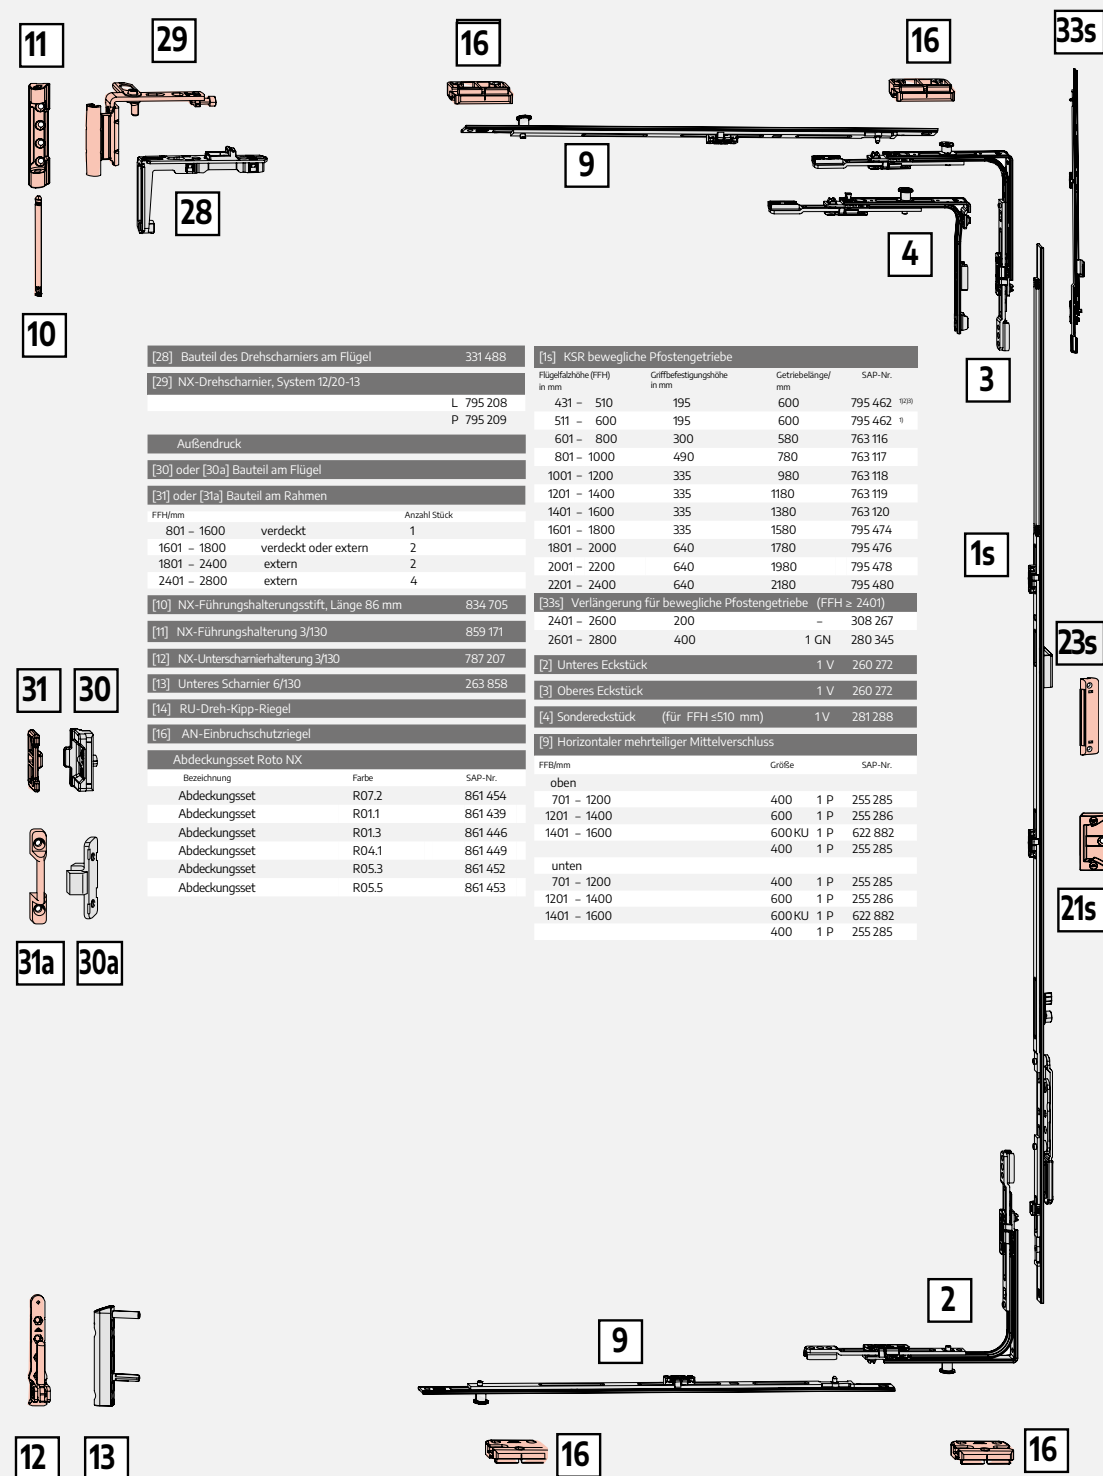 11
29
16
16
33s
9
28
4
10
3
[28] Bauteil des Drehscharniers am Flügel 331 488
[29] NX-Drehscharnier, System 12/20-13
L 795 208
P 795 209
Außendruck
[30] oder [30a] Bauteil am Flügel
[31] oder [31a] Bauteil am Rahmen
FFH/mm Anzahl Stück
801 – 1600 verdeckt 1
1601 – 1800 verdeckt oder extern 2
1801 – 2400 extern 2
2401 – 2800 extern 4
[10] NX-Führungshalterungsstift, Länge 86 mm 834 705
[11] NX-Führungshalterung 3/130 859 171
[12] NX-Unterscharnierhalterung 3/130 787 207
[13] Unteres Scharnier 6/130 263 858
[14] RU-Dreh-Kipp-Riegel
[16] AN-Einbruchschutzriegel
Abdeckungsset Roto NX
Bezeichnung Farbe SAP-Nr.
Abdeckungsset R07.2 861 454
Abdeckungsset R01.1 861 439
Abdeckungsset R01.3 861 446
Abdeckungsset R04.1 861 449
Abdeckungsset R05.3 861 452
Abdeckungsset R05.5 861 453
[1s] KSR bewegliche Pfostengetriebe
Flügelfalzhöhe (FFH) in mm Griffbefestigungshöhe in mm Getriebelänge/ mm SAP-Nr.
431 – 510 195 600 795 462 1)2)3)
511 – 600 195 600 795 462 1)
601 – 800 300 580 763 116
801 – 1000 490 780 763 117
1001 – 1200 335 980 763 118
1201 – 1400 335 1180 763 119
1401 – 1600 335 1380 763 120
1601 – 1800 335 1580 795 474
1801 – 2000 640 1780 795 476
2001 – 2200 640 1980 795 478
2201 – 2400 640 2180 795 480
[33s] Verlängerung für bewegliche Pfostengetriebe (FFH ≥ 2401)
2401 – 2600 200 – 308 267
2601 – 2800 400 1 GN 280 345
[2] Unteres Eckstück 1 V 260 272
[3] Oberes Eckstück 1 V 260 272
[4] Sondereckstück (für FFH ≤510 mm) 1 V 281 288
[9] Horizontaler mehrteiliger Mittelverschluss
FFB/mm Größe SAP-Nr.
oben
701 – 1200 400 1 P 255 285
1201 – 1400 600 1 P 255 286
1401 – 1600 600 KU 1 P 622 882
400 1 P 255 285
unten
701 – 1200 400 1 P 255 285
1201 – 1400 600 1 P 255 286
1401 – 1600 600 KU 1 P 622 882
400 1 P 255 285
1s
23s
31
30
21s
31a
30a
2
9
12
13
16
16